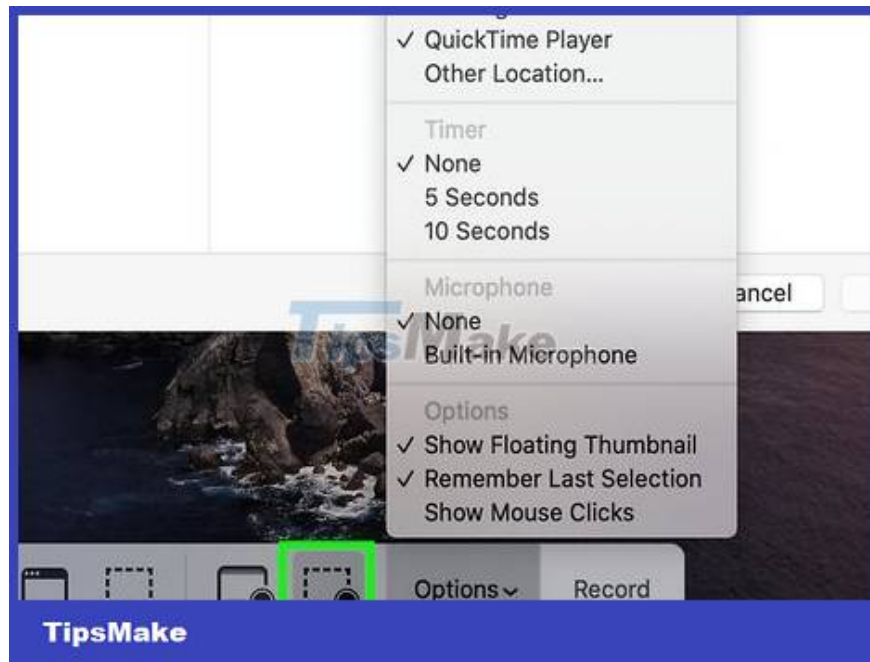 ✓ QuickTime Player
Other Location...
Timer
✓ None
5 Seconds
10 Seconds
Microphone
✓ None
Built-in Microphone
Options
✓ Show Floating Thumbnail
✓ Remember Last Selection
Show Mouse Clicks
ancel
TipsMake
Options
Record
TipsMake